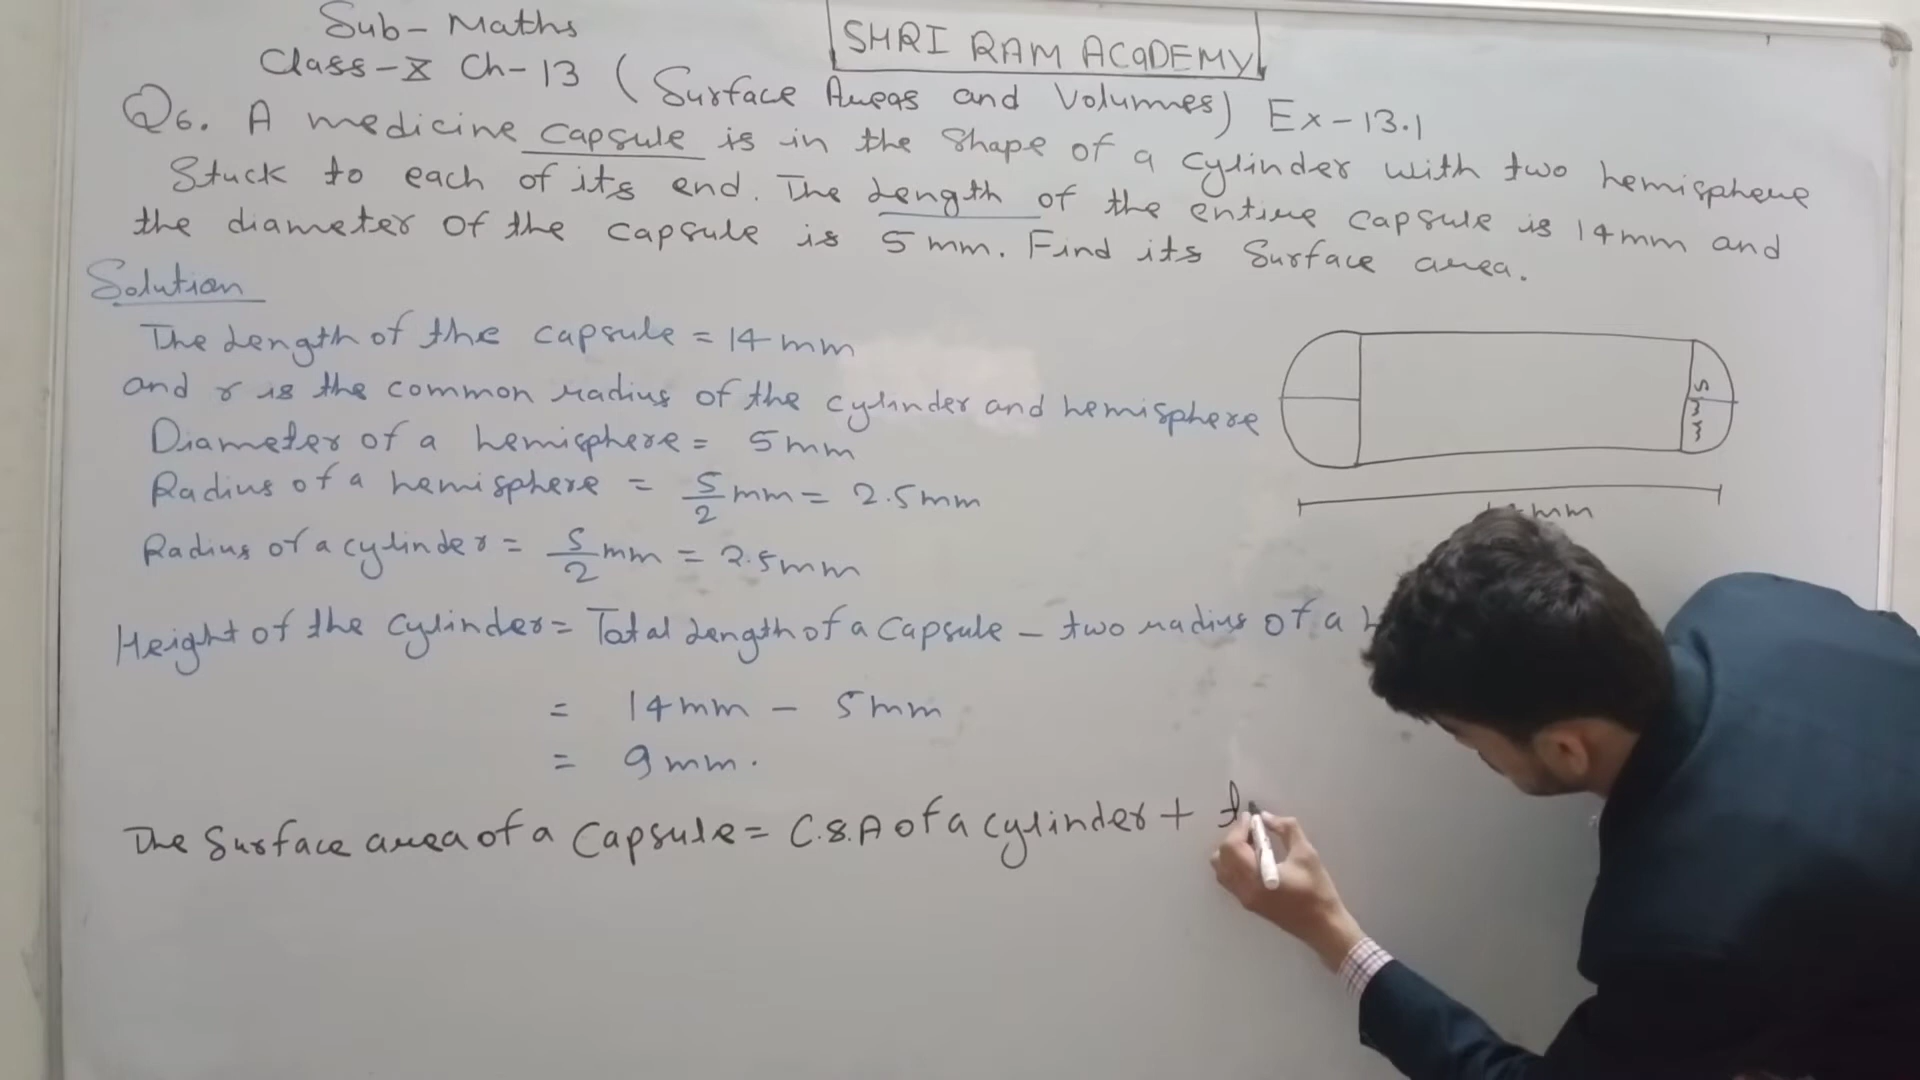 Sub- Maths
SHRI RAM ACADEMY
Class-X Ch-13 (Surface Areas and Volumes) Ex-13.1
Q6. A medicine capsule is in the shape of a cylinder with two hemisphere
Stuck to each of its end. The Length of the entire capsule is 14mm and
the diameter of the capsule is 5mm. Find its Surface area.
Solution
The Length of the capsule = 14mm
and r is the common radius of the cylinder and hemisphere
Diameter of a hemisphere = 5mm
Radius of a hemisphere = 5/2 mm = 2.5mm
Radius of a cylinder = 5/2 mm = 2.5mm
5mm
mm
Height of the Cylinder = Total Length of a Capsule - two radius of a
= 14mm - 5mm
= 9mm.
The Surface area of a Capsule = C.S.A of a cylinder +